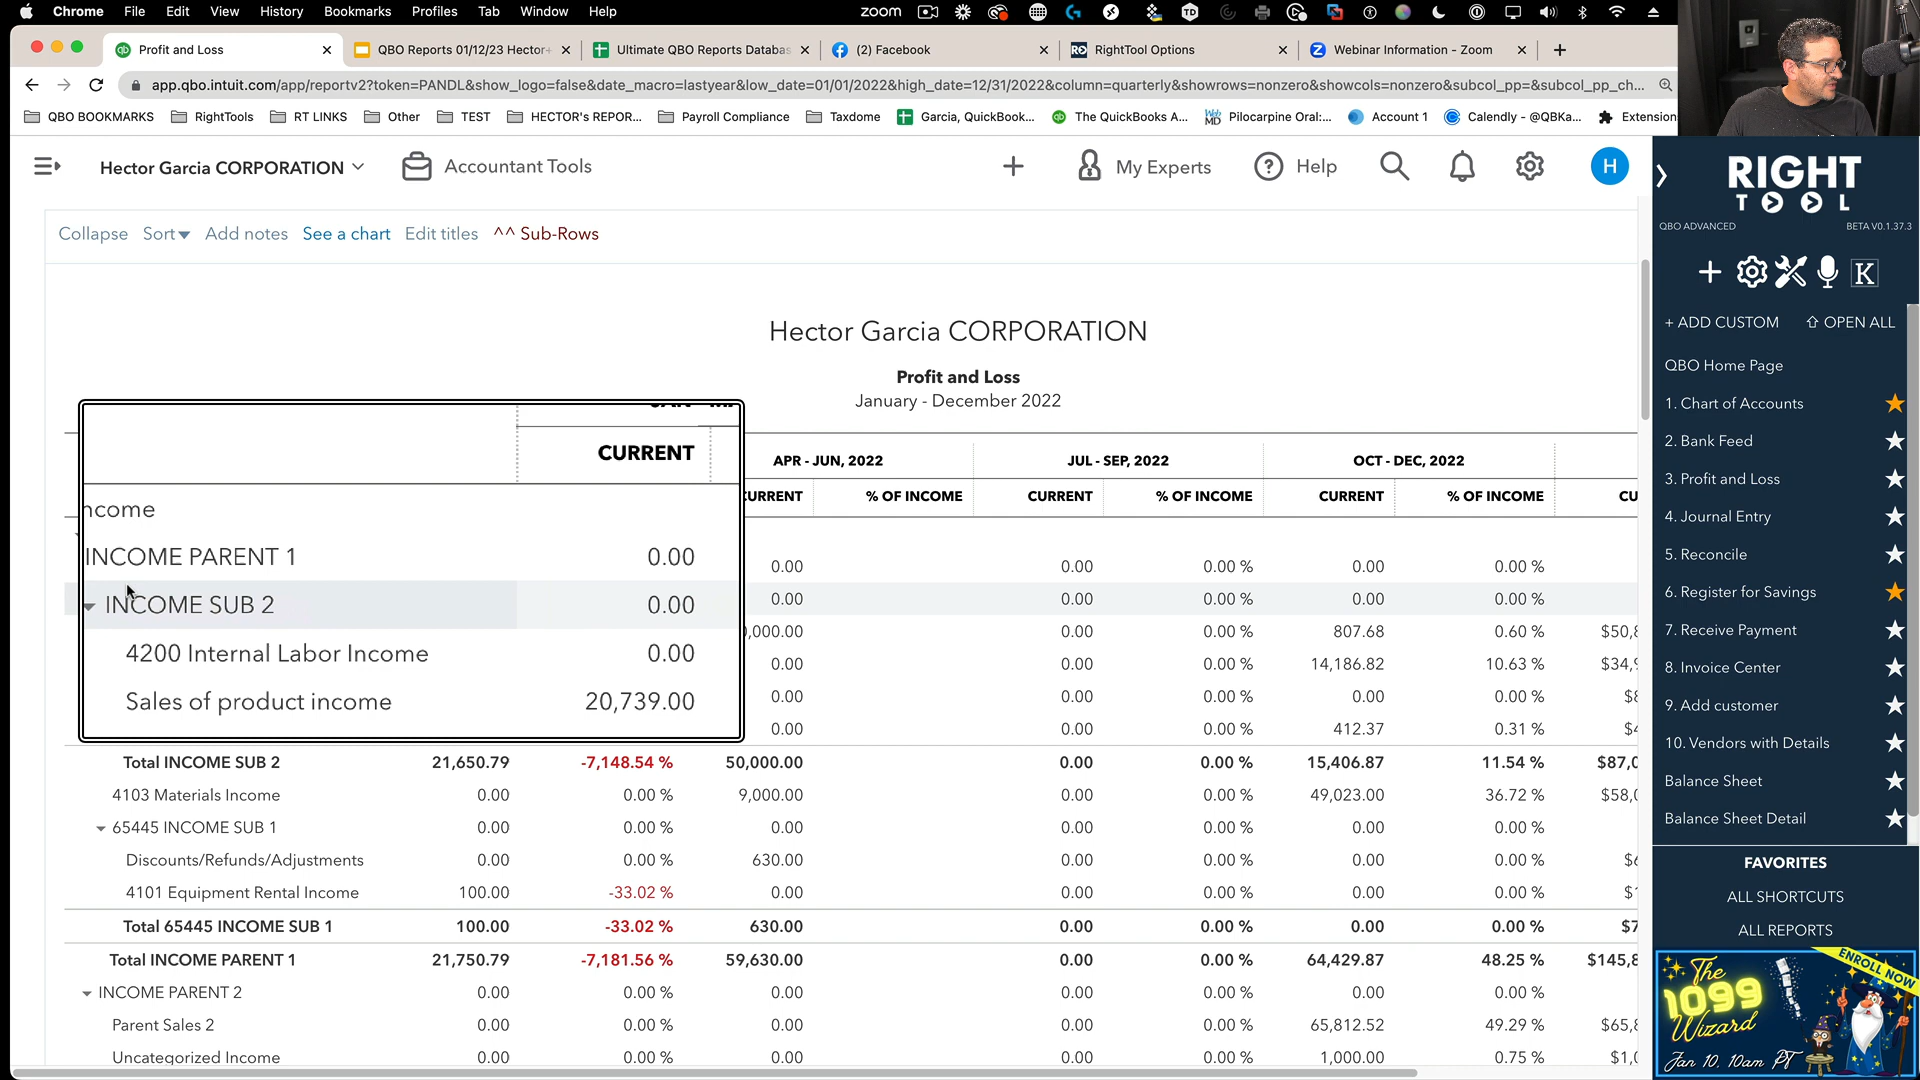 Chrome File Edit View History Bookmarks Profiles Tab Window Help zoom
Profit and Loss × QBO Reports 01/12/23 Hector+ × Ultimate QBO Reports Databas × (2) Facebook × RightTool Options × Webinar Information - Zoom × +
app.qbo.intuit.com/app/reportv2?token=PANDL&show_logo=false&date_macro=lastyear&low_date=01/01/2022&high_date=12/31/2022&column=quarterly&showrows=nonzero&showcols=nonzero&subcol_pp=&subcol_pp_ch...
QBO BOOKMARKS RightTools RT LINKS Other TEST HECTOR's REPOR... Payroll Compliance Taxdome Garcia, QuickBook... The QuickBooks A... Pilocarpine Oral:... Account 1 Calendly - @QBKa... Extension
Hector Garcia CORPORATION Accountant Tools + My Experts Help H
Collapse Sort Add notes See a chart Edit titles ^^ Sub-Rows
Hector Garcia CORPORATION
Profit and Loss
January - December 2022
APR - JUN, 2022 JUL - SEP, 2022 OCT - DEC, 2022
CURRENT
CURRENT % OF INCOME CURRENT % OF INCOME CURRENT % OF INCOME CU
ncome
INCOME PARENT 1 0.00 0.00 0.00 0.00 % 0.00 0.00 %
INCOME SUB 2 0.00 0.00 0.00 0.00 % 0.00 0.00 %
,000.00 0.00 0.00 % 807.68 0.60 % $50,8
4200 Internal Labor Income 0.00 0.00 0.00 0.00 % 14,186.82 10.63 % $34,9
Sales of product income 20,739.00 0.00 0.00 0.00 % 0.00 0.00 %
0.00 0.00 0.00 % 412.37 0.31 %
Total INCOME SUB 2 21,650.79 -7,148.54 % 50,000.00 0.00 0.00 % 15,406.87 11.54 % $87,0
4103 Materials Income 0.00 0.00 % 9,000.00 0.00 0.00 % 49,023.00 36.72 % $58,0
65445 INCOME SUB 1 0.00 0.00 % 0.00 0.00 0.00 % 0.00 0.00 %
Discounts/Refunds/Adjustments 0.00 0.00 % 630.00 0.00 0.00 % 0.00 0.00 %
4101 Equipment Rental Income 100.00 -33.02 % 0.00 0.00 0.00 % 0.00 0.00 %
Total 65445 INCOME SUB 1 100.00 -33.02 % 630.00 0.00 0.00 % 0.00 0.00 % $7
Total INCOME PARENT 1 21,750.79 -7,181.56 % 59,630.00 0.00 0.00 % 64,429.87 48.25 % $145,8
INCOME PARENT 2 0.00 0.00 % 0.00 0.00 0.00 % 0.00 0.00 %
Parent Sales 2 0.00 0.00 % 0.00 0.00 0.00 % 65,812.52 49.29 % $65,8
Uncategorized Income 0.00 0.00 % 0.00 0.00 0.00 % 1,000.00 0.75 % $1,0
RIGHT
TOOL
QBO ADVANCED BETA V0.1.37.3
K
+ ADD CUSTOM OPEN ALL
QBO Home Page
1. Chart of Accounts
2. Bank Feed
3. Profit and Loss
4. Journal Entry
5. Reconcile
6. Register for Savings
7. Receive Payment
8. Invoice Center
9. Add customer
10. Vendors with Details
Balance Sheet
Balance Sheet Detail
FAVORITES
ALL SHORTCUTS
ALL REPORTS
ENROLL NOW
The
1099
Wizard
Jan 10, 10am PT